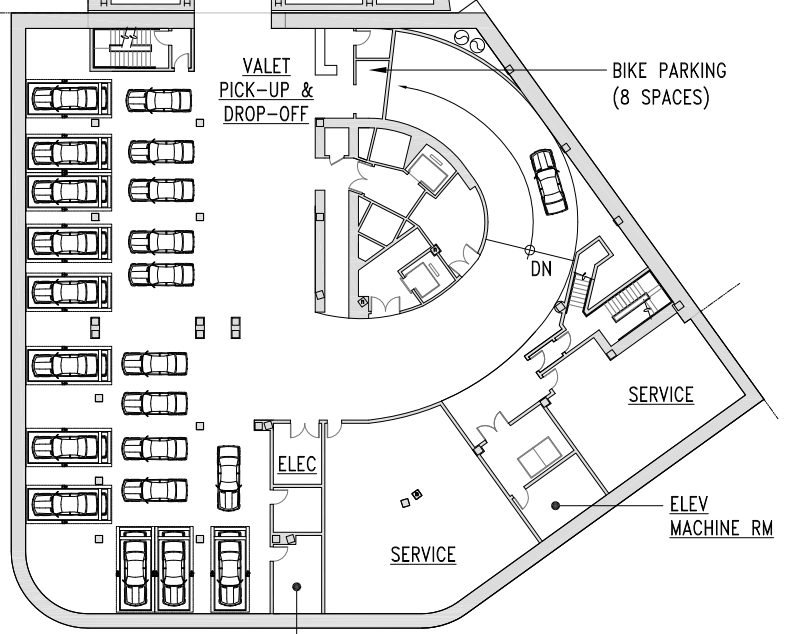 VALET
PICK-UP &
DROP-OFF
BIKE PARKING
(8 SPACES)
DN
SERVICE
ELEC
ELEV
MACHINE RM
SERVICE